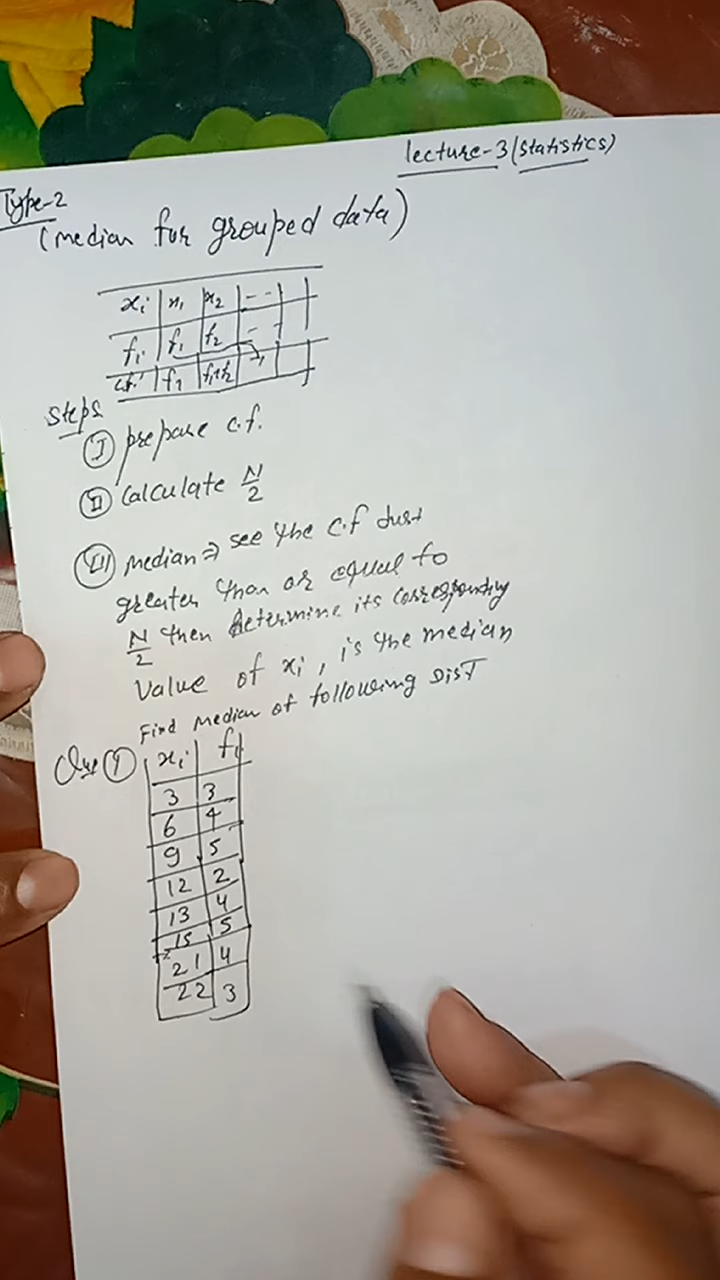 lecture-3(Statistics)
Type-2
(median for grouped data)
xi x1 x2 --
fi f1 f2 --
cf. f1 f1+f2
Steps
I prepare c.f.
II Calculate N/2
III median ⇒ see the c.f Just
greater than or equal to
N/2 then determine its corresponding
Value of xi, is the median
Find Median of following DIST
Que 1 xi fi
3 3
6 4
9 5
12 2
13 4
15 5
21 4
22 3